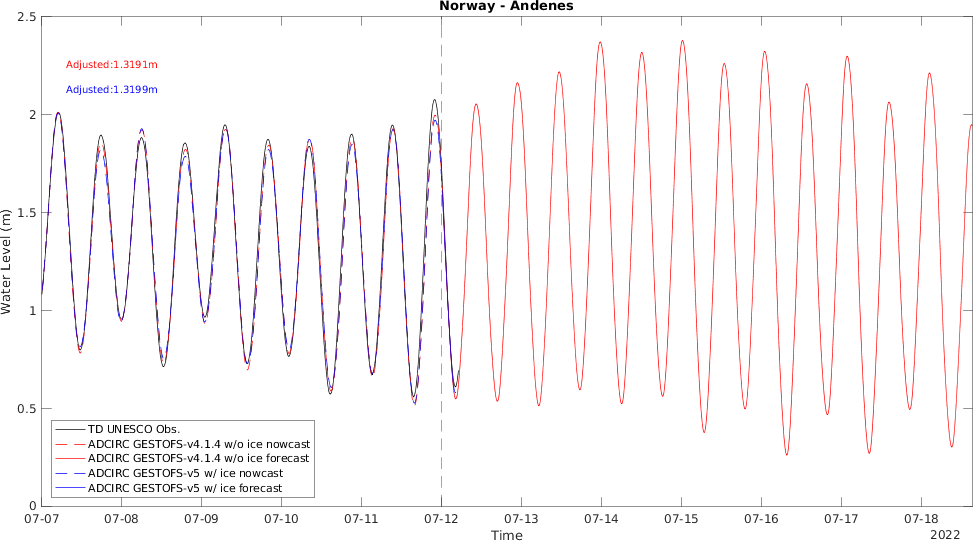 Norway - Andenes
2.5
Adjusted:1.3191m
Adjusted:1.3199m
2
1.5
Water Level (m)
1
0.5
TD UNESCO Obs.
ADCIRC GESTOFS-v4.1.4 w/o ice nowcast
ADCIRC GESTOFS-v4.1.4 w/o ice forecast
ADCIRC GESTOFS-v5 w/ ice nowcast
ADCIRC GESTOFS-v5 w/ ice forecast
0
07-07 07-08 07-09 07-10 07-11 07-12 07-13 07-14 07-15 07-16 07-17 07-18
Time
2022